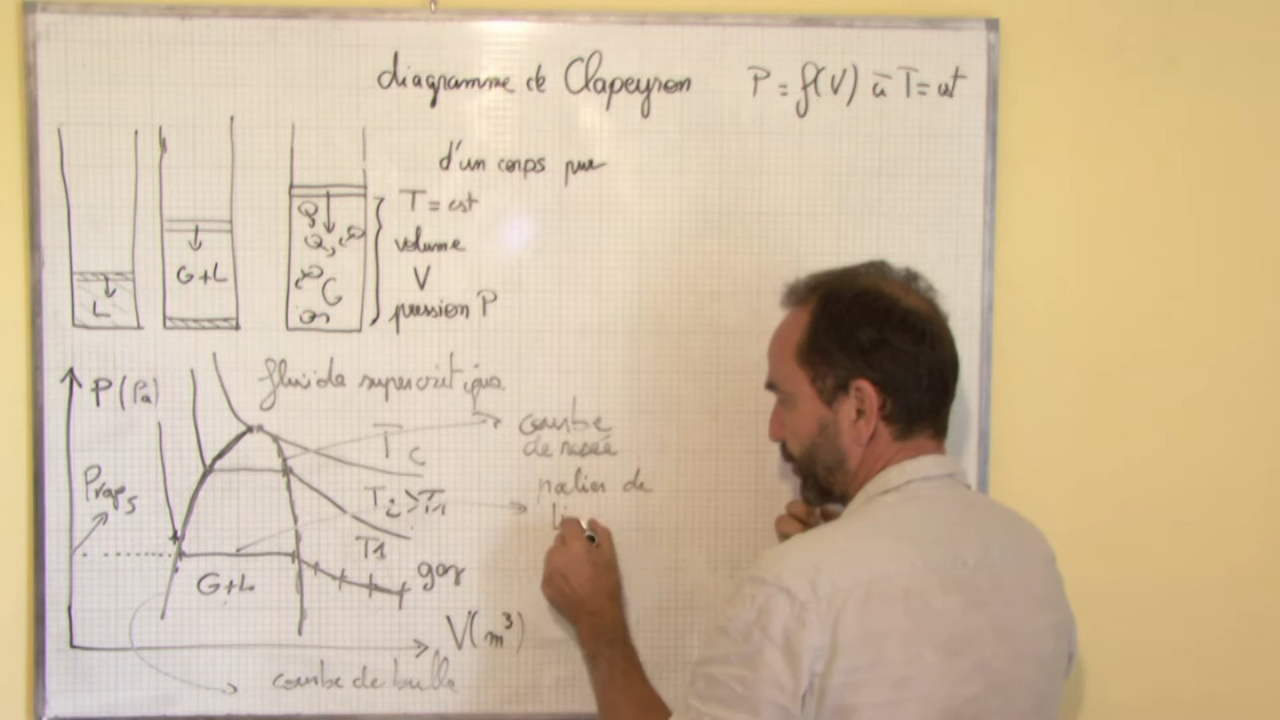 diagramme de Clapeyron P = f(V) à T = cst
d'un corps pur
T = cst
volume
V
pression P
G
G+L
L
P (Pa)
fluide supercritique
Tc
courbe
de rosée
T2>T1
palier de
li
T1
gaz
G+L
V(m³)
courbe de bulle